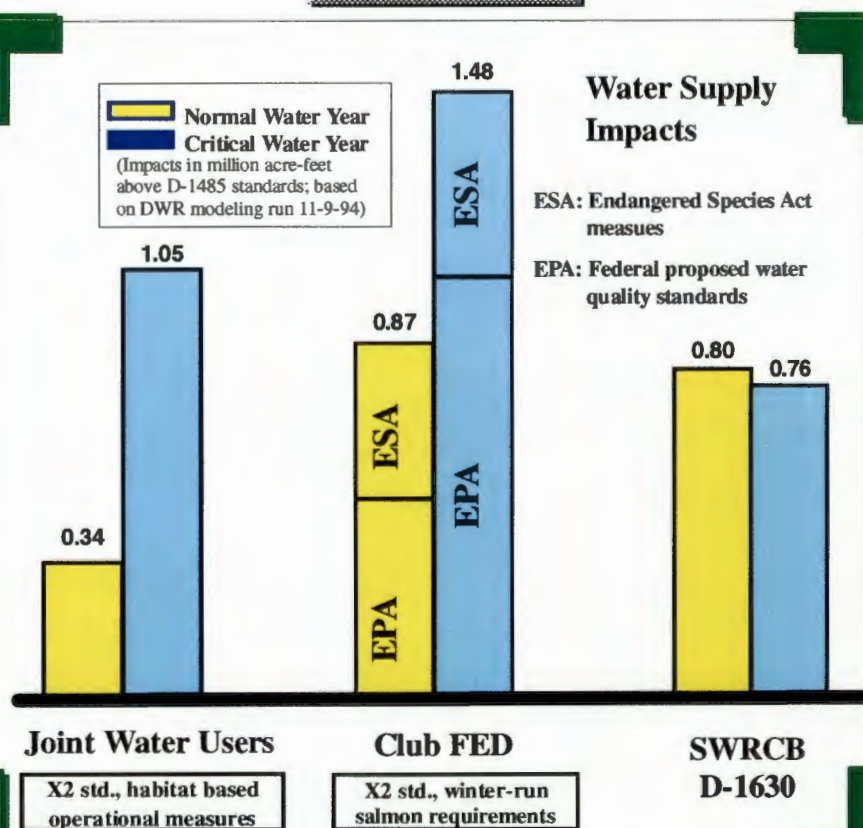 1.48
Water Supply
Impacts
Normal Water Year
Critical Water Year
(Impacts in million acre-feet
above D-1485 standards; based
on DWR modeling run 11-9-94)
ESA: Endangered Species Act
measues
EPA: Federal proposed water
quality standards
1.05
0.87
0.80
0.76
0.34
ESA
ESA
EPA
EPA
Joint Water Users
X2 std., habitat based
operational measures
Club FED
X2 std., winter-run
salmon requirements
SWRCB
D-1630